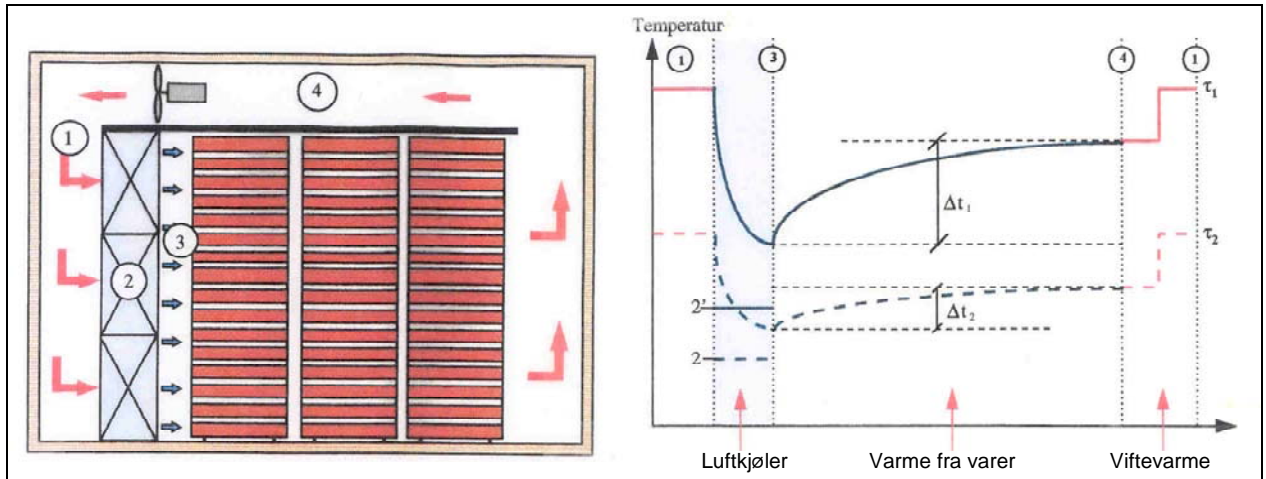 4
1
3
2
Temperatur
1
3
4
1
τ₁
Δt₁
τ₂
2'
Δt₂
2
Luftkjøler
Varme fra varer
Viftevarme